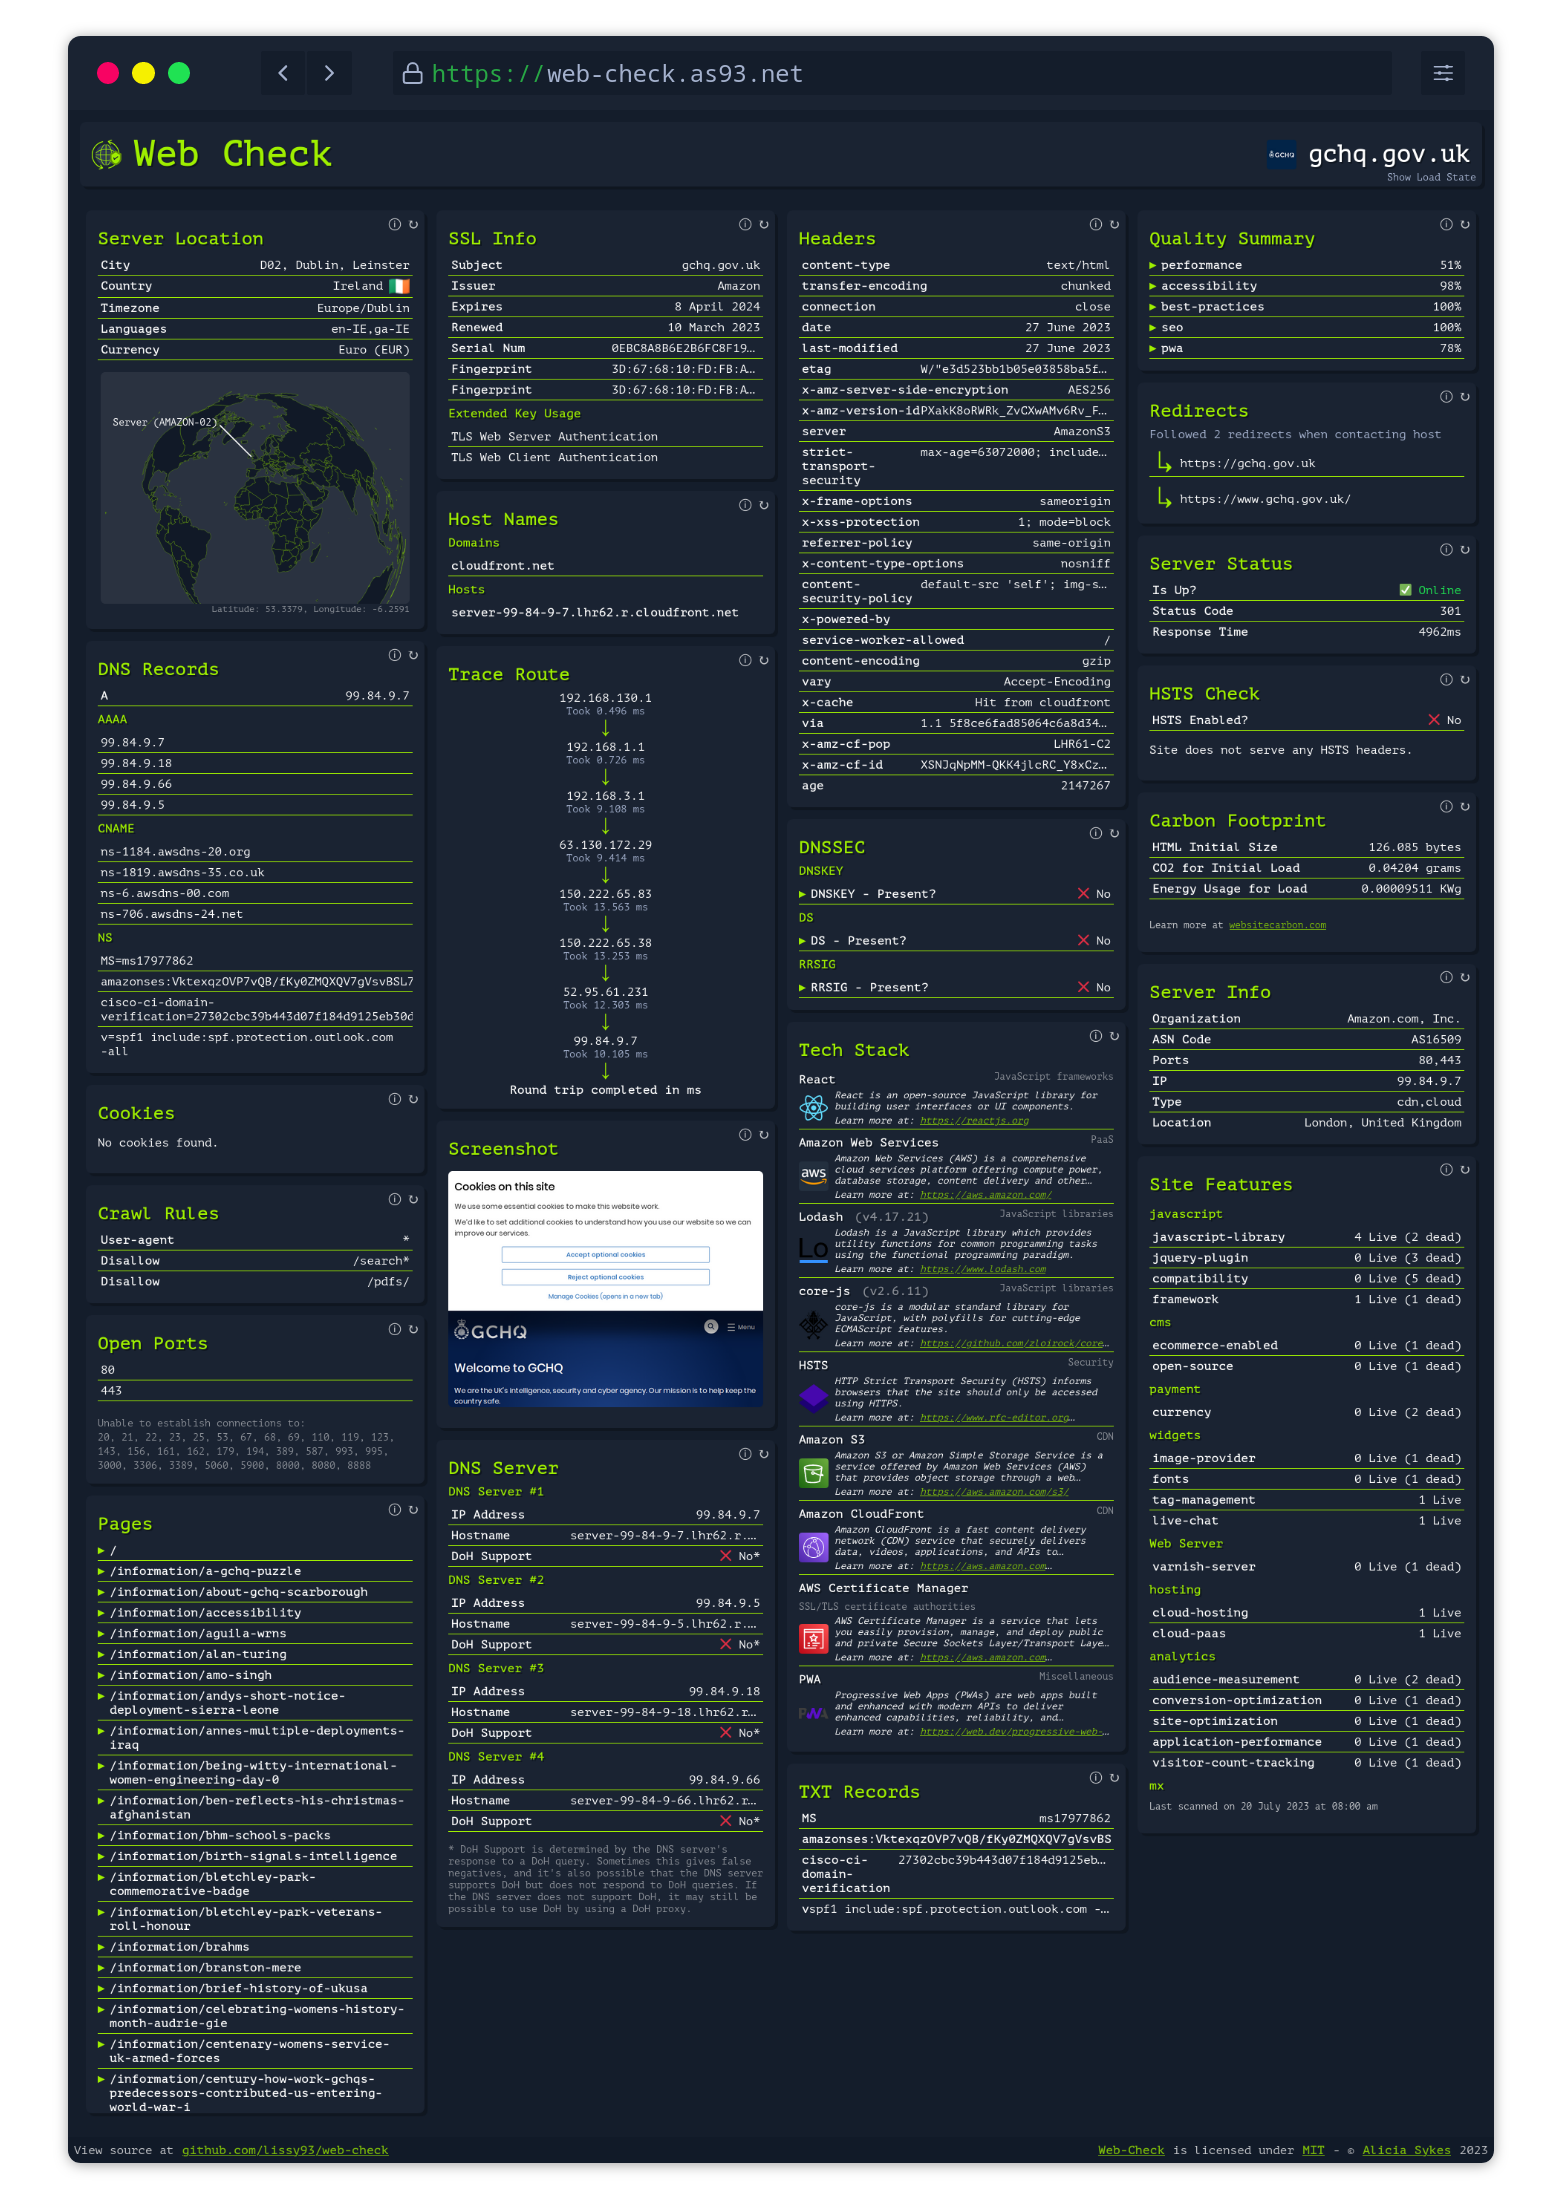 https://web-check.as93.net
Web Check
GCHQ
gchq.gov.uk
Show Load State
Server Location
City D02, Dublin, Leinster
Country Ireland
Timezone Europe/Dublin
Languages en-IE,ga-IE
Currency Euro (EUR)
Server (AMAZON-02)
Latitude: 53.3379, Longitude: -6.2591
DNS Records
A 99.84.9.7
AAAA
99.84.9.7
99.84.9.18
99.84.9.66
99.84.9.5
CNAME
ns-1184.awsdns-20.org
ns-1819.awsdns-35.co.uk
ns-6.awsdns-00.com
ns-706.awsdns-24.net
NS
MS=ms17977862
amazonses:VktexqzOVP7vQB/fKy0ZMQXQV7gVsvBSL7
cisco-ci-domain-
verification=27302cbc39b443d07f184d9125eb30d
v=spf1 include:spf.protection.outlook.com
-all
Cookies
No cookies found.
Crawl Rules
User-agent *
Disallow /search*
Disallow /pdfs/
Open Ports
80
443
Unable to establish connections to:
20, 21, 22, 23, 25, 53, 67, 68, 69, 110, 119, 123,
143, 156, 161, 162, 179, 194, 389, 587, 993, 995,
3000, 3306, 3389, 5060, 5900, 8000, 8080, 8888
Pages
/
/information/a-gchq-puzzle
/information/about-gchq-scarborough
/information/accessibility
/information/aguila-wrns
/information/alan-turing
/information/amo-singh
/information/andys-short-notice-
deployment-sierra-leone
/information/annes-multiple-deployments-
iraq
/information/being-witty-international-
women-engineering-day-0
/information/ben-reflects-his-christmas-
afghanistan
/information/bhm-schools-packs
/information/birth-signals-intelligence
/information/bletchley-park-
commemorative-badge
/information/bletchley-park-veterans-
roll-honour
/information/brahms
/information/branston-mere
/information/brief-history-of-ukusa
/information/celebrating-womens-history-
month-audrie-gie
/information/centenary-womens-service-
uk-armed-forces
/information/century-how-work-gchqs-
predecessors-contributed-us-entering-
world-war-i
SSL Info
Subject gchq.gov.uk
Issuer Amazon
Expires 8 April 2024
Renewed 10 March 2023
Serial Num 0EBC8A8B6E2B6FC8F19…
Fingerprint 3D:67:68:10:FD:FB:A…
Fingerprint 3D:67:68:10:FD:FB:A…
Extended Key Usage
TLS Web Server Authentication
TLS Web Client Authentication
Host Names
Domains
cloudfront.net
Hosts
server-99-84-9-7.lhr62.r.cloudfront.net
Trace Route
192.168.130.1
Took 0.496 ms
↓
192.168.1.1
Took 0.726 ms
↓
192.168.3.1
Took 9.108 ms
↓
63.130.172.29
Took 9.414 ms
↓
150.222.65.83
Took 13.563 ms
↓
150.222.65.38
Took 13.253 ms
↓
52.95.61.231
Took 12.303 ms
↓
99.84.9.7
Took 10.105 ms
↓
Round trip completed in ms
Screenshot
Cookies on this site
We use some essential cookies to make this website work.
We'd like to set additional cookies to understand how you use our website so we can
improve our services.
Accept optional cookies
Reject optional cookies
Manage Cookies (opens in a new tab)
GCHQ
Menu
Welcome to GCHQ
We are the UK's intelligence, security and cyber agency. Our mission is to help keep the
country safe.
DNS Server
DNS Server #1
IP Address 99.84.9.7
Hostname server-99-84-9-7.lhr62.r.…
DoH Support ❌ No*
DNS Server #2
IP Address 99.84.9.5
Hostname server-99-84-9-5.lhr62.r.…
DoH Support ❌ No*
DNS Server #3
IP Address 99.84.9.18
Hostname server-99-84-9-18.lhr62.r…
DoH Support ❌ No*
DNS Server #4
IP Address 99.84.9.66
Hostname server-99-84-9-66.lhr62.r…
DoH Support ❌ No*
* DoH Support is determined by the DNS server's
response to a DoH query. Sometimes this gives false
negatives, and it's also possible that the DNS server
supports DoH but does not respond to DoH queries. If
the DNS server does not support DoH, it may still be
possible to use DoH by using a DoH proxy.
Headers
content-type text/html
transfer-encoding chunked
connection close
date 27 June 2023
last-modified 27 June 2023
etag W/"e3d523bb1b05e03858ba5f…
x-amz-server-side-encryption AES256
x-amz-version-id PXakK8oRWRk_ZvCXwAMv6Rv_F…
server AmazonS3
strict- max-age=63072000; include…
transport-
security
x-frame-options sameorigin
x-xss-protection 1; mode=block
referrer-policy same-origin
x-content-type-options nosniff
content- default-src 'self'; img-s…
security-policy
x-powered-by
service-worker-allowed /
content-encoding gzip
vary Accept-Encoding
x-cache Hit from cloudfront
via 1.1 5f8ce6fad85064c6a8d34…
x-amz-cf-pop LHR61-C2
x-amz-cf-id XSNJqNpMM-QKK4jlcRC_Y8xCz…
age 2147267
DNSSEC
DNSKEY
DNSKEY - Present? ❌ No
DS
DS - Present? ❌ No
RRSIG
RRSIG - Present? ❌ No
Tech Stack
React JavaScript frameworks
React is an open-source JavaScript library for
building user interfaces or UI components.
Learn more at: https://reactjs.org
Amazon Web Services PaaS
aws
Amazon Web Services (AWS) is a comprehensive
cloud services platform offering compute power,
database storage, content delivery and other…
Learn more at: https://aws.amazon.com/
Lodash (v4.17.21) JavaScript libraries
Lo
Lodash is a JavaScript library which provides
utility functions for common programming tasks
using the functional programming paradigm.
Learn more at: https://www.lodash.com
core-js (v2.6.11) JavaScript libraries
core-js is a modular standard library for
JavaScript, with polyfills for cutting-edge
ECMAScript features.
Learn more at: https://github.com/zloirock/core…
HSTS Security
HTTP Strict Transport Security (HSTS) informs
browsers that the site should only be accessed
using HTTPS.
Learn more at: https://www.rfc-editor.org…
Amazon S3 CDN
Amazon S3 or Amazon Simple Storage Service is a
service offered by Amazon Web Services (AWS)
that provides object storage through a web…
Learn more at: https://aws.amazon.com/s3/
Amazon CloudFront CDN
Amazon CloudFront is a fast content delivery
network (CDN) service that securely delivers
data, videos, applications, and APIs to…
Learn more at: https://aws.amazon.com…
AWS Certificate Manager
SSL/TLS certificate authorities
AWS Certificate Manager is a service that lets
you easily provision, manage, and deploy public
and private Secure Sockets Layer/Transport Laye…
Learn more at: https://aws.amazon.com…
PWA Miscellaneous
PWA
Progressive Web Apps (PWAs) are web apps built
and enhanced with modern APIs to deliver
enhanced capabilities, reliability, and…
Learn more at: https://web.dev/progressive-web-…
TXT Records
MS ms17977862
amazonses:VktexqzOVP7vQB/fKy0ZMQXQV7gVsvBS
cisco-ci- 27302cbc39b443d07f184d9125eb…
domain-
verification
vspf1 include:spf.protection.outlook.com -…
Quality Summary
performance 51%
accessibility 98%
best-practices 100%
seo 100%
pwa 78%
Redirects
Followed 2 redirects when contacting host
https://gchq.gov.uk
https://www.gchq.gov.uk/
Server Status
Is Up? ✅ Online
Status Code 301
Response Time 4962ms
HSTS Check
HSTS Enabled? ❌ No
Site does not serve any HSTS headers.
Carbon Footprint
HTML Initial Size 126.085 bytes
CO2 for Initial Load 0.04204 grams
Energy Usage for Load 0.00009511 KWg
Learn more at websitecarbon.com
Server Info
Organization Amazon.com, Inc.
ASN Code AS16509
Ports 80,443
IP 99.84.9.7
Type cdn,cloud
Location London, United Kingdom
Site Features
javascript
javascript-library 4 Live (2 dead)
jquery-plugin 0 Live (3 dead)
compatibility 0 Live (5 dead)
framework 1 Live (1 dead)
cms
ecommerce-enabled 0 Live (1 dead)
open-source 0 Live (1 dead)
payment
currency 0 Live (2 dead)
widgets
image-provider 0 Live (1 dead)
fonts 0 Live (1 dead)
tag-management 1 Live
live-chat 1 Live
Web Server
varnish-server 0 Live (1 dead)
hosting
cloud-hosting 1 Live
cloud-paas 1 Live
analytics
audience-measurement 0 Live (2 dead)
conversion-optimization 0 Live (1 dead)
site-optimization 0 Live (1 dead)
application-performance 0 Live (1 dead)
visitor-count-tracking 0 Live (1 dead)
mx
Last scanned on 20 July 2023 at 08:00 am
View source at github.com/lissy93/web-check
Web-Check is licensed under MIT - © Alicia Sykes 2023